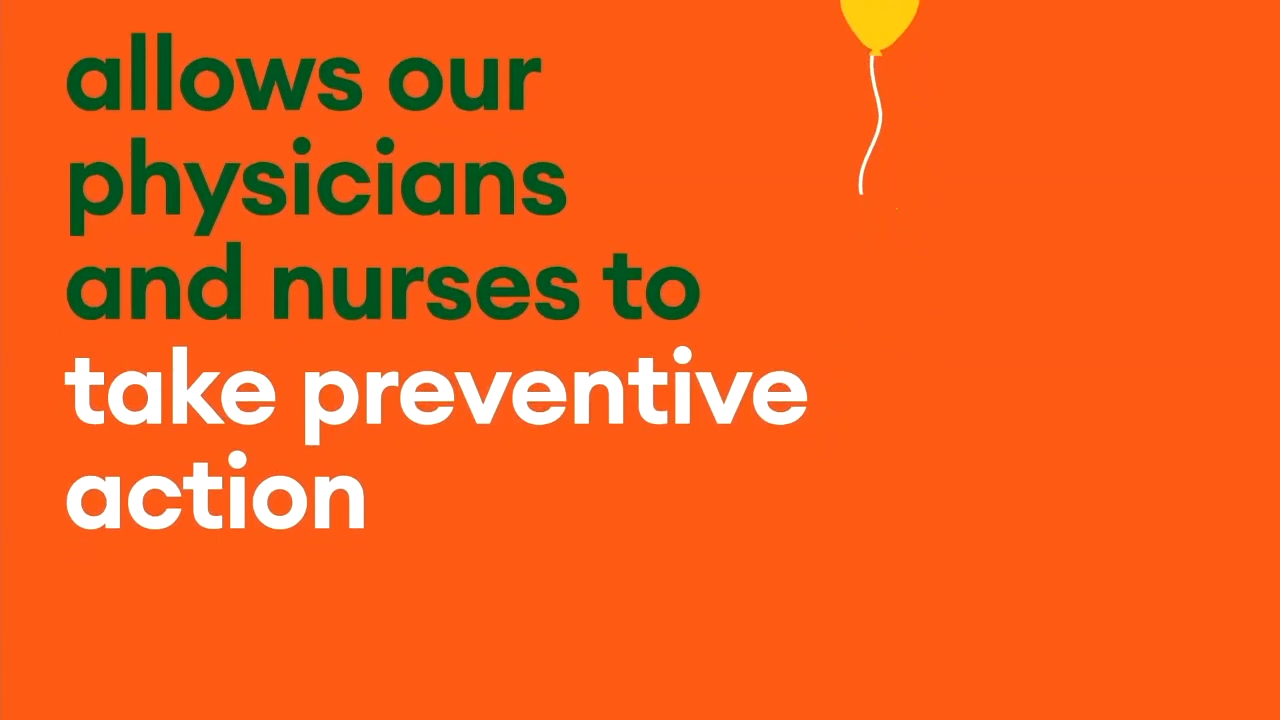 allows our
physicians
and nurses to
take preventive
action